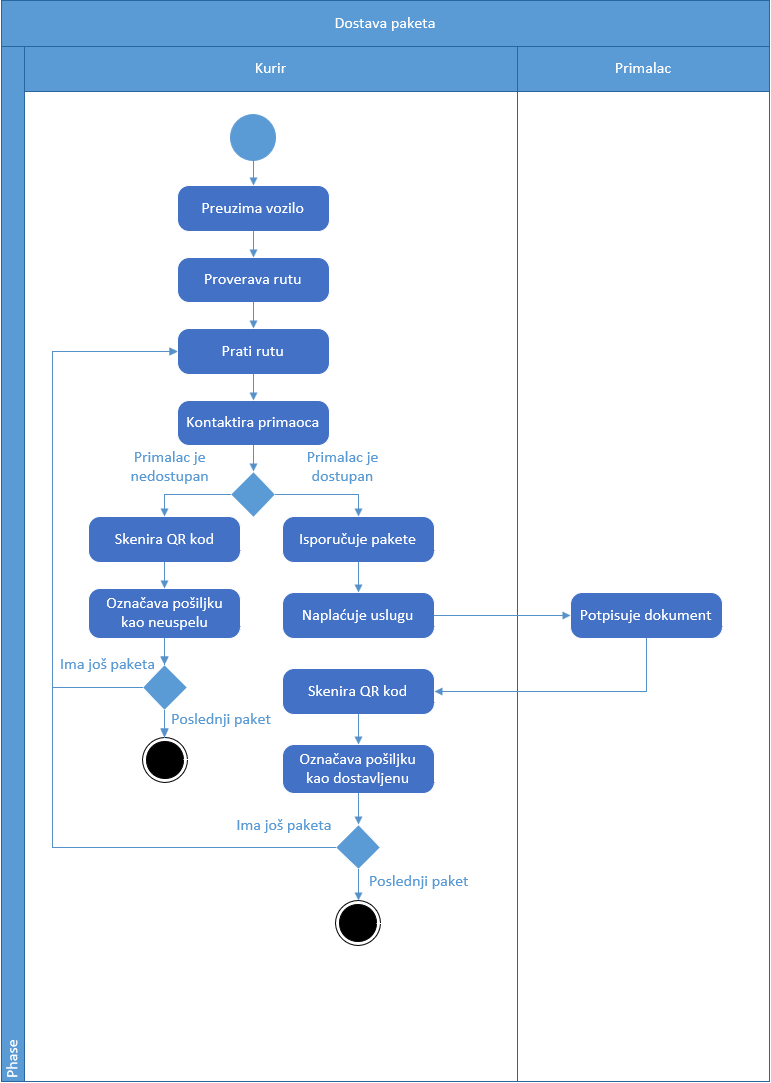 Dostava paketa
Kurir
Primalac
Preuzima vozilo
Proverava rutu
Prati rutu
Kontaktira primaoca
Primalac je
nedostupan
Primalac je
dostupan
Skenira QR kod
Isporučuje pakete
Označava pošiljku
kao neuspelu
Naplaćuje uslugu
Potpisuje dokument
Ima još paketa
Skenira QR kod
Poslednji paket
Označava pošiljku
kao dostavljenu
Ima još paketa
Poslednji paket
Phase